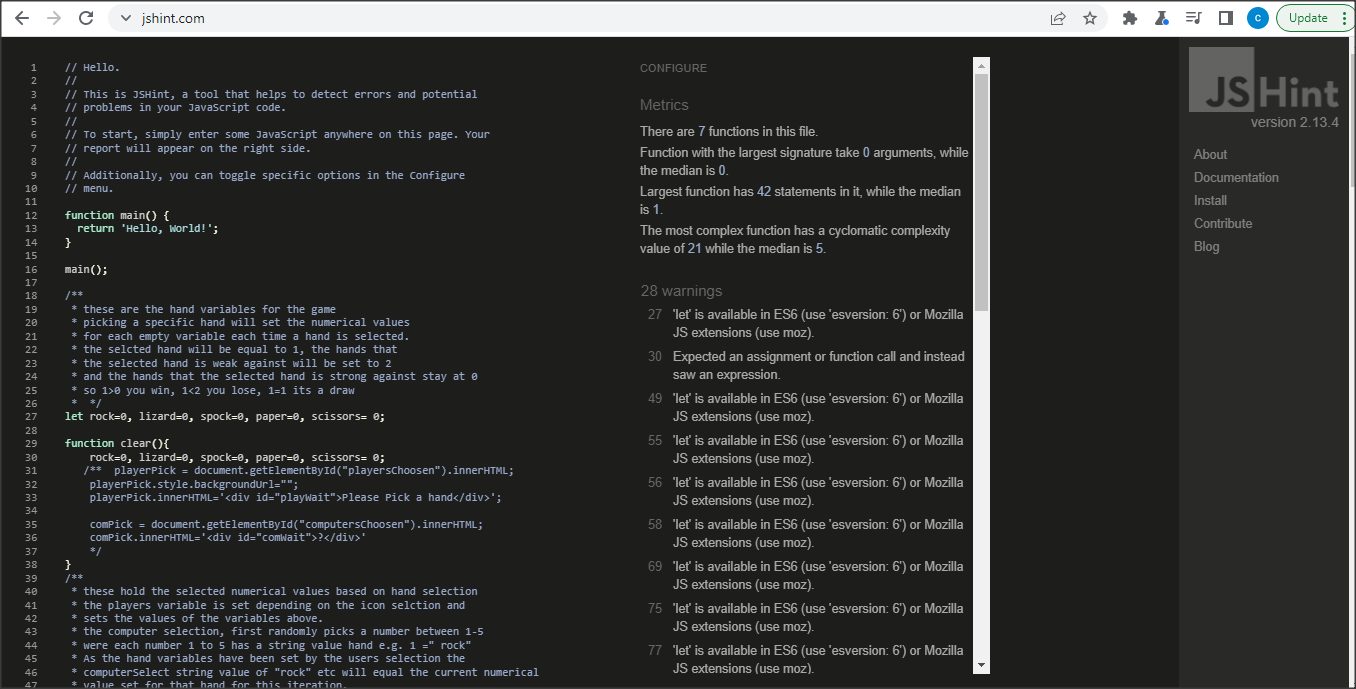 jshint.com
C
Update
1 // Hello.
2 //
3 // This is JSHint, a tool that helps to detect errors and potential
4 // problems in your JavaScript code.
5 //
6 // To start, simply enter some JavaScript anywhere on this page. Your
7 // report will appear on the right side.
8 //
9 // Additionally, you can toggle specific options in the Configure
10 // menu.
11
12 function main() {
13 return 'Hello, World!';
14 }
15
16 main();
17
18 /**
19 * these are the hand variables for the game
20 * picking a specific hand will set the numerical values
21 * for each empty variable each time a hand is selected.
22 * the selcted hand will be equal to 1, the hands that
23 * the selected hand is weak against will be set to 2
24 * and the hands that the selected hand is strong against stay at 0
25 * so 1>0 you win, 1<2 you lose, 1=1 its a draw
26 * */
27 let rock=0, lizard=0, spock=0, paper=0, scissors= 0;
28
29 function clear(){
30 rock=0, lizard=0, spock=0, paper=0, scissors= 0;
31 /** playerPick = document.getElementById("playersChoosen").innerHTML;
32 playerPick.style.backgroundUrl="";
33 playerPick.innerHTML='<div id="playWait">Please Pick a hand</div>';
34
35 comPick = document.getElementById("computersChoosen").innerHTML;
36 comPick.innerHTML='<div id="comWait">?</div>'
37 */
38 }
39 /**
40 * these hold the selected numerical values based on hand selection
41 * the players variable is set depending on the icon selction and
42 * sets the values of the variables above.
43 * the computer selection, first randomly picks a number between 1-5
44 * were each number 1 to 5 has a string value hand e.g. 1 =" rock"
45 * As the hand variables have been set by the users selection the
46 * computerSelect string value of "rock" etc will equal the current numerical
47 * value set for that hand for this iteration.
CONFIGURE
Metrics
There are 7 functions in this file.
Function with the largest signature take 0 arguments, while
the median is 0.
Largest function has 42 statements in it, while the median
is 1.
The most complex function has a cyclomatic complexity
value of 21 while the median is 5.
28 warnings
27 'let' is available in ES6 (use 'esversion: 6') or Mozilla
JS extensions (use moz).
30 Expected an assignment or function call and instead
saw an expression.
49 'let' is available in ES6 (use 'esversion: 6') or Mozilla
JS extensions (use moz).
55 'let' is available in ES6 (use 'esversion: 6') or Mozilla
JS extensions (use moz).
56 'let' is available in ES6 (use 'esversion: 6') or Mozilla
JS extensions (use moz).
58 'let' is available in ES6 (use 'esversion: 6') or Mozilla
JS extensions (use moz).
69 'let' is available in ES6 (use 'esversion: 6') or Mozilla
JS extensions (use moz).
75 'let' is available in ES6 (use 'esversion: 6') or Mozilla
JS extensions (use moz).
77 'let' is available in ES6 (use 'esversion: 6') or Mozilla
JS extensions (use moz).
JSHint
version 2.13.4
About
Documentation
Install
Contribute
Blog